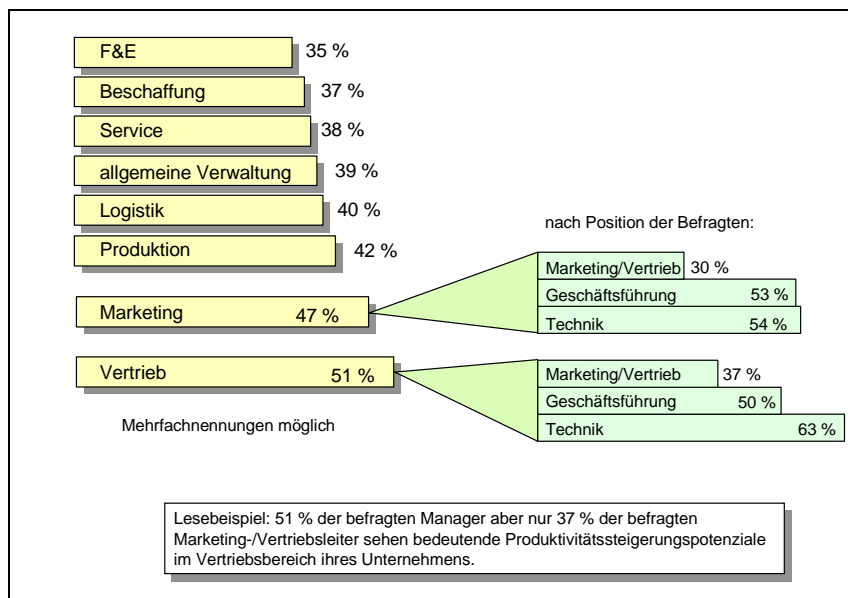 F&E 35 %
Beschaffung 37 %
Service 38 %
allgemeine Verwaltung 39 %
Logistik 40 %
Produktion 42 %
Marketing 47 %
Vertrieb 51 %
Mehrfachnennungen möglich
nach Position der Befragten:
Marketing/Vertrieb 30 %
Geschäftsführung 53 %
Technik 54 %
Marketing/Vertrieb 37 %
Geschäftsführung 50 %
Technik 63 %
Lesebeispiel: 51 % der befragten Manager aber nur 37 % der befragten
Marketing-/Vertriebsleiter sehen bedeutende Produktivitätssteigerungspotenziale
im Vertriebsbereich ihres Unternehmens.